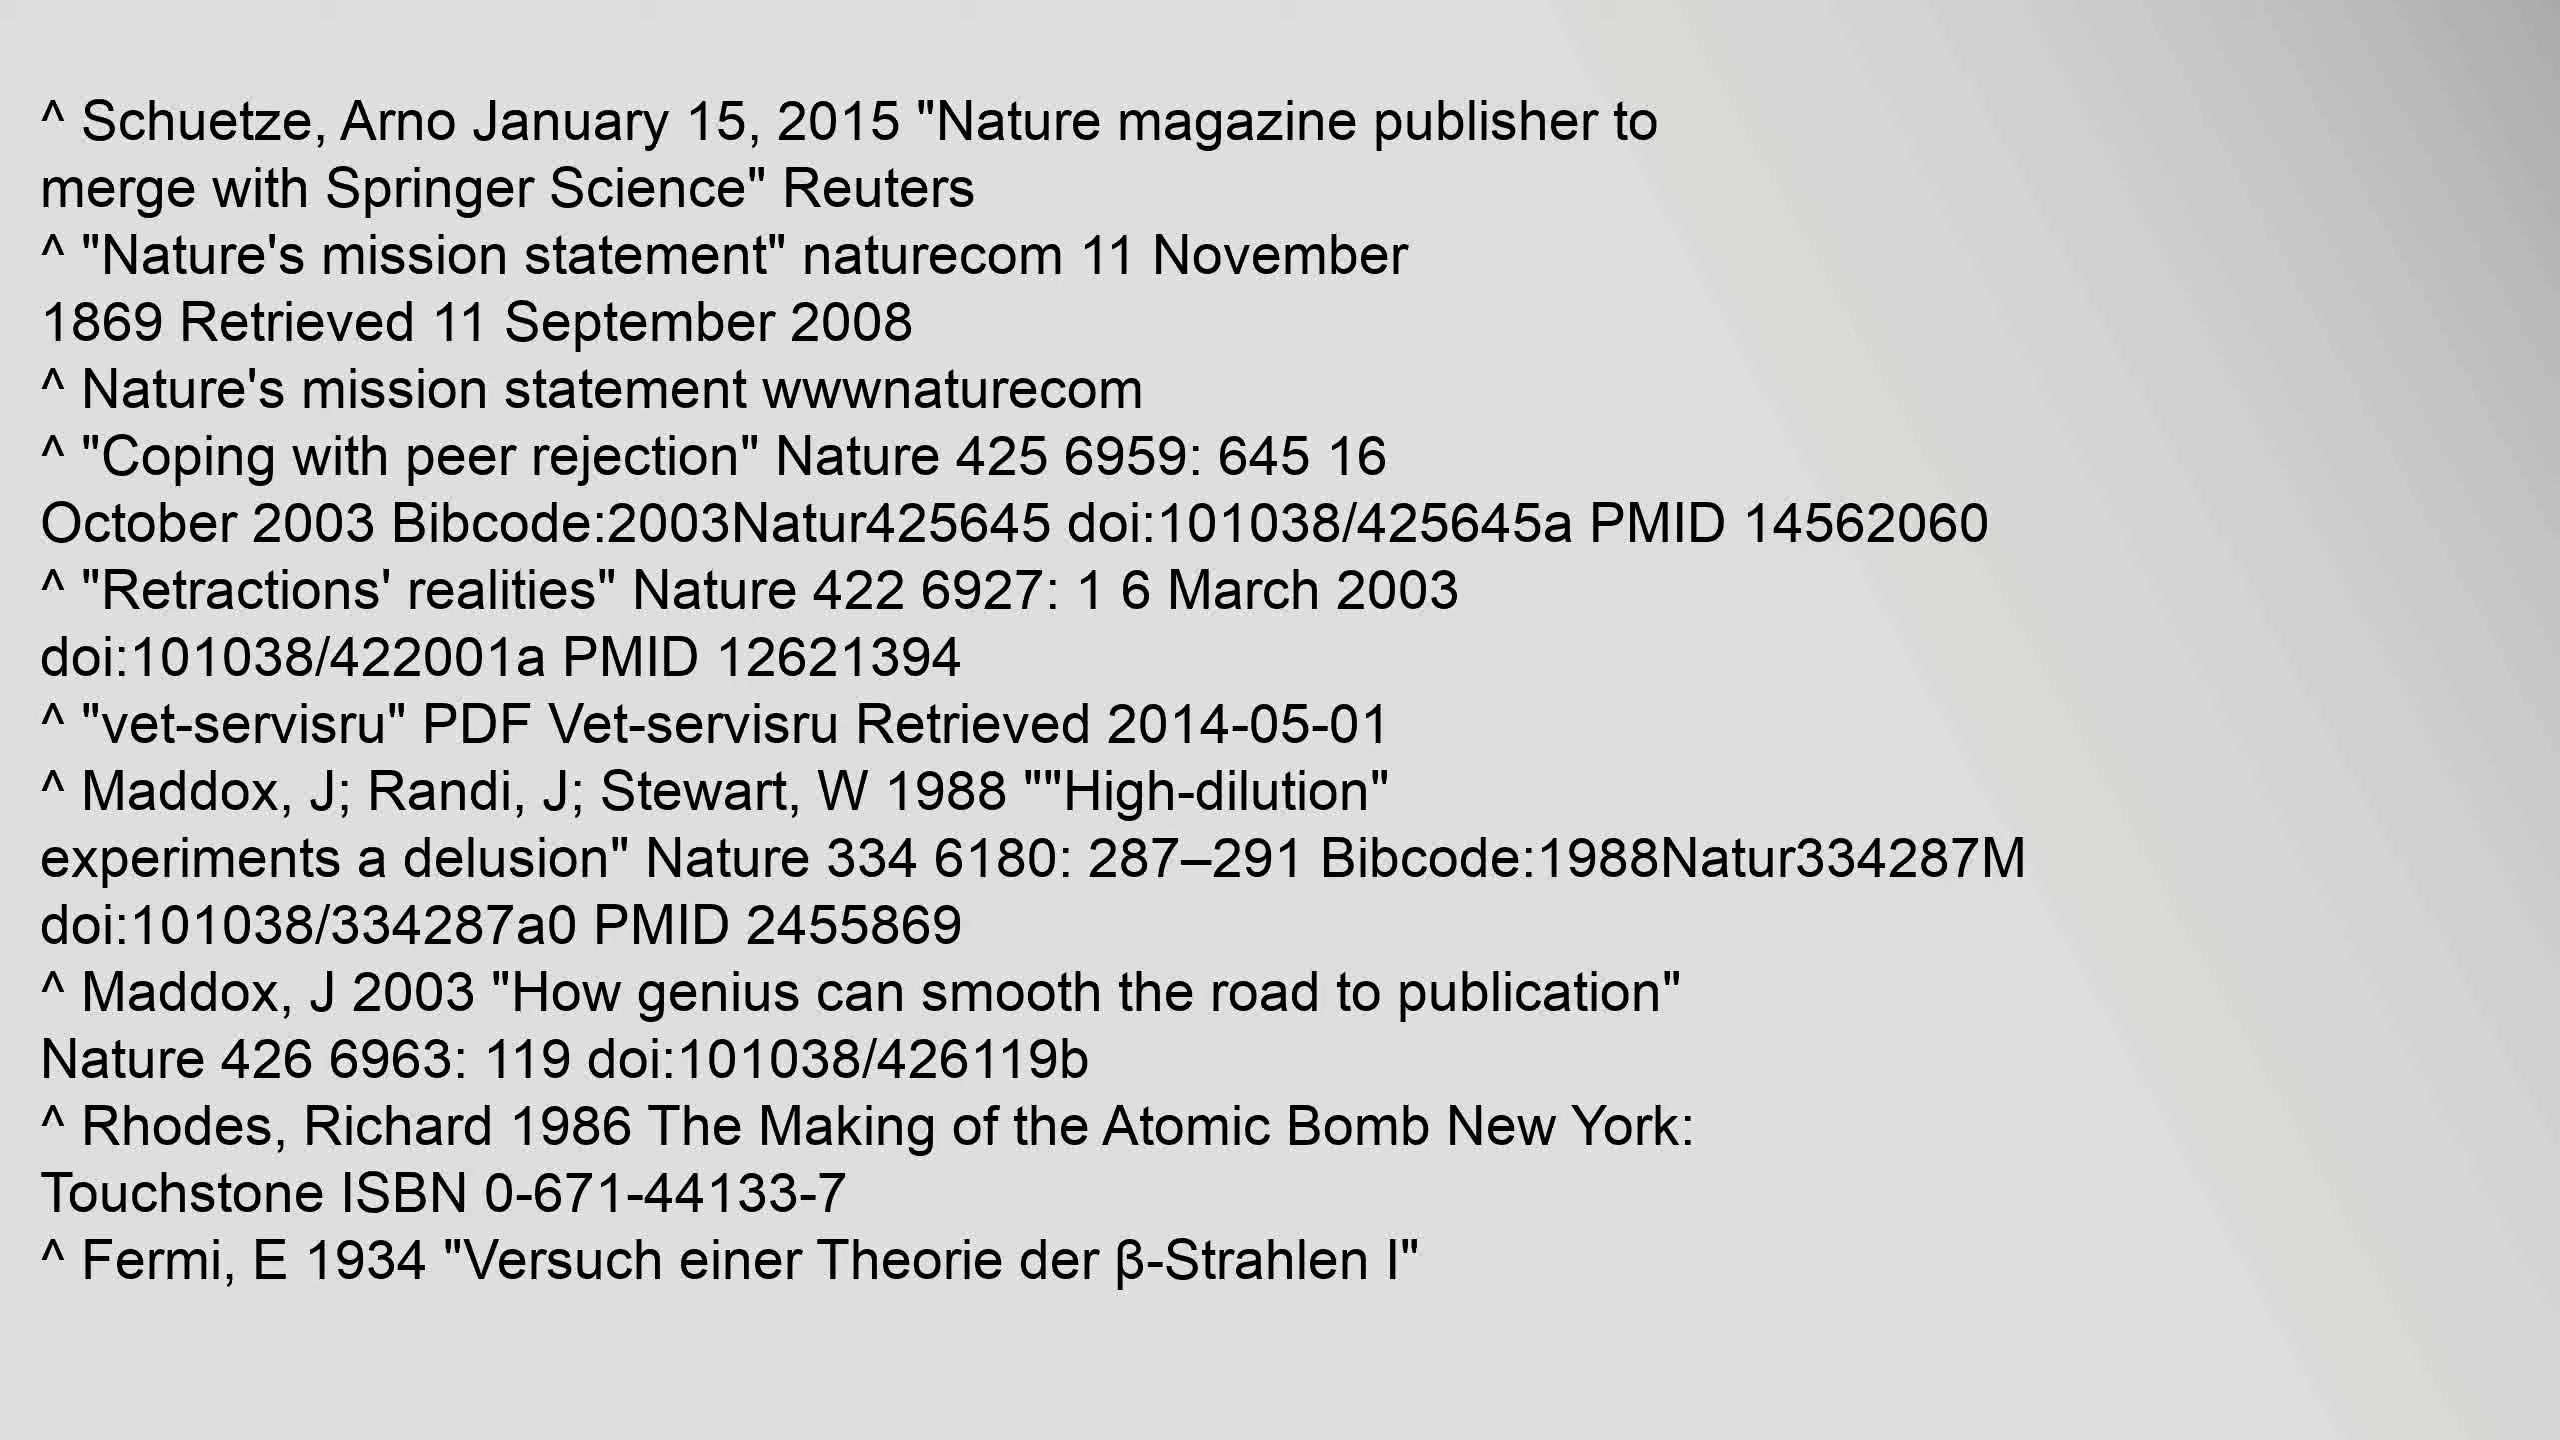 ^ Schuetze, Arno January 15, 2015 "Nature magazine publisher to
merge with Springer Science" Reuters
^ "Nature's mission statement" naturecom 11 November
1869 Retrieved 11 September 2008
^ Nature's mission statement wwwnaturecom
^ "Coping with peer rejection" Nature 425 6959: 645 16
October 2003 Bibcode:2003Natur425645 doi:101038/425645a PMID 14562060
^ "Retractions' realities" Nature 422 6927: 1 6 March 2003
doi:101038/422001a PMID 12621394
^ "vet-servisru" PDF Vet-servisru Retrieved 2014-05-01
^ Maddox, J; Randi, J; Stewart, W 1988 ""High-dilution"
experiments a delusion" Nature 334 6180: 287–291 Bibcode:1988Natur334287M
doi:101038/334287a0 PMID 2455869
^ Maddox, J 2003 "How genius can smooth the road to publication"
Nature 426 6963: 119 doi:101038/426119b
^ Rhodes, Richard 1986 The Making of the Atomic Bomb New York:
Touchstone ISBN 0-671-44133-7
^ Fermi, E 1934 "Versuch einer Theorie der β-Strahlen I"